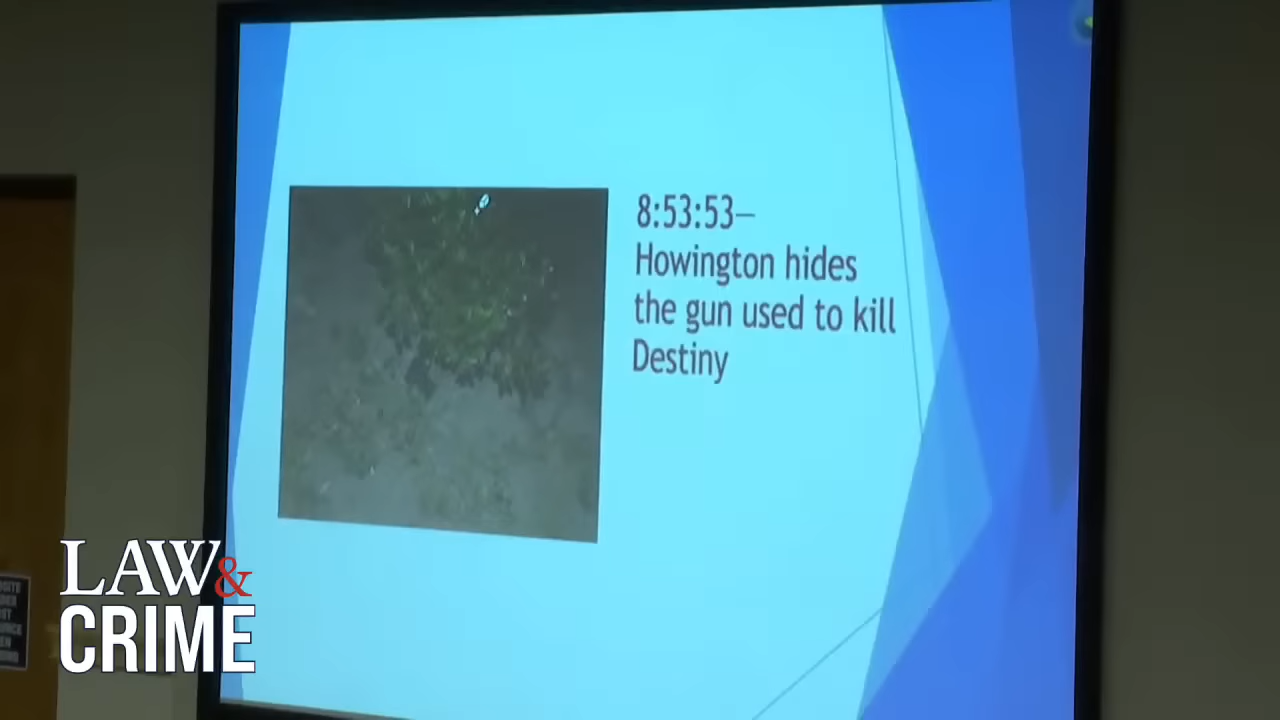 8:53:53—
Howington hides
the gun used to kill
Destiny
LAW&
CRIME